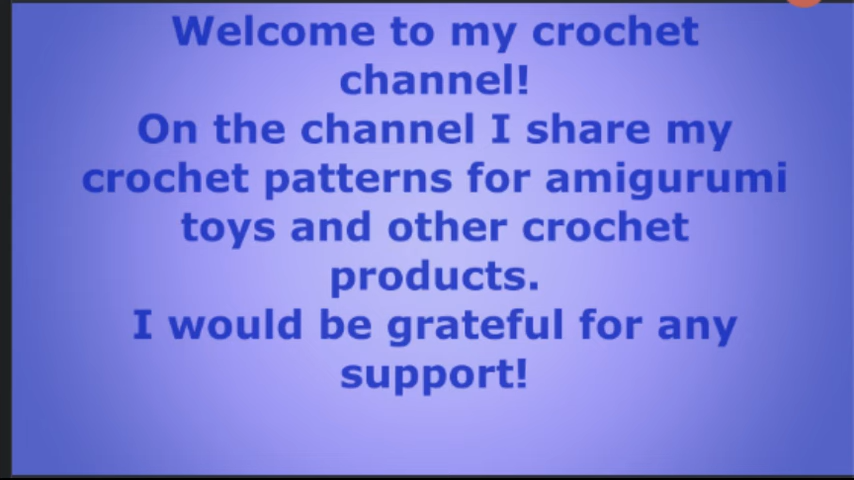 Welcome to my crochet
channel!
On the channel I share my
crochet patterns for amigurumi
toys and other crochet
products.
I would be grateful for any
support!